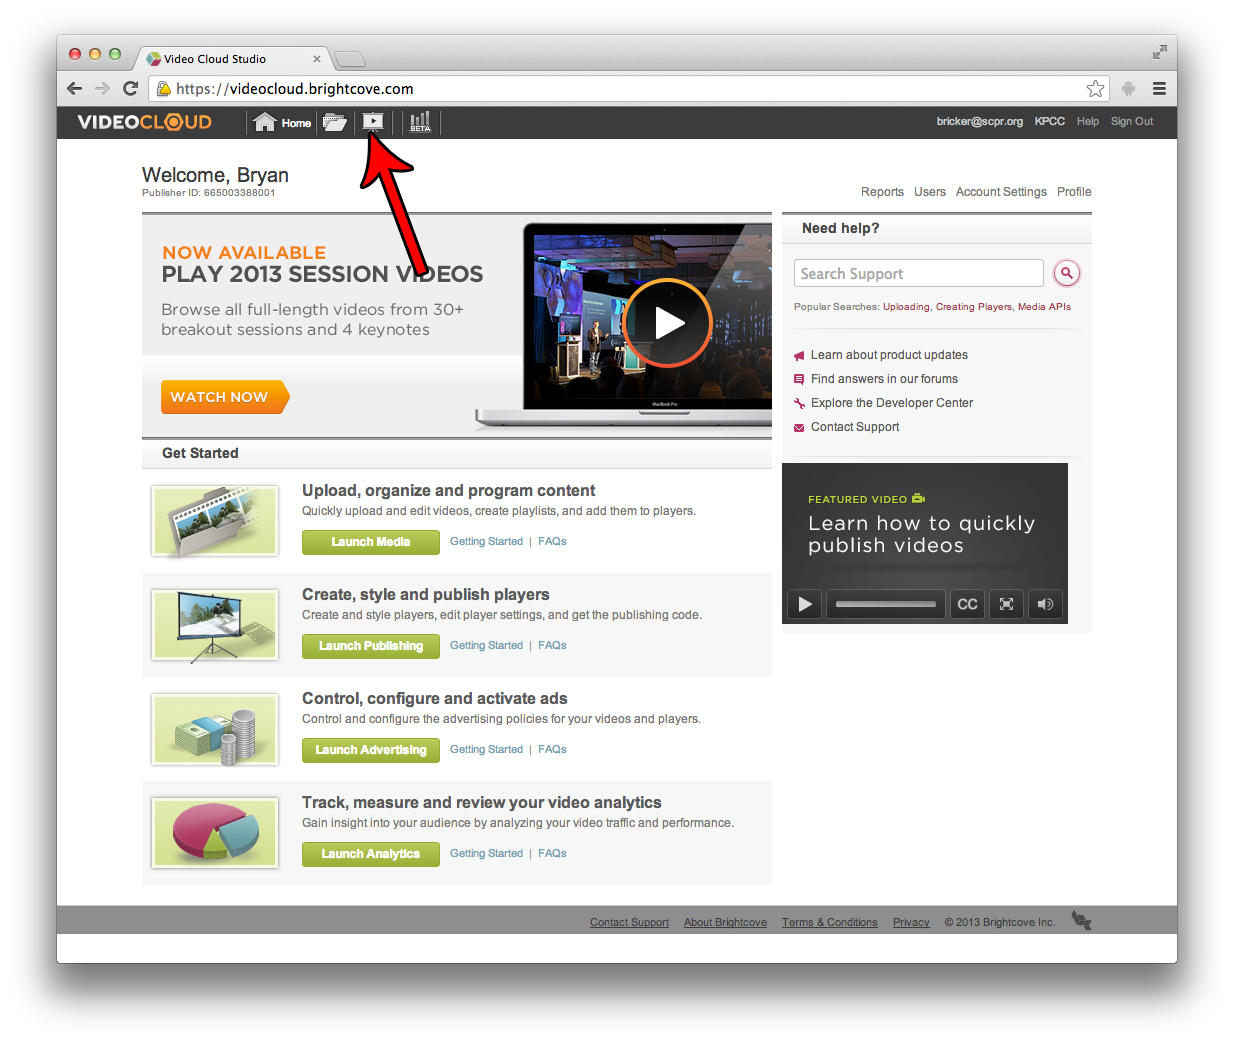 Video Cloud Studio
https://videocloud.brightcove.com
VIDEOCLOUD
Home
BETA
bricker@scpr.org KPCC Help Sign Out
Welcome, Bryan
Publisher ID: 665003388001
Reports Users Account Settings Profile
NOW AVAILABLE
PLAY 2013 SESSION VIDEOS
Browse all full-length videos from 30+
breakout sessions and 4 keynotes
WATCH NOW
MacBook Pro
Need help?
Search Support
Popular Searches: Uploading, Creating Players, Media APIs
Learn about product updates
Find answers in our forums
Explore the Developer Center
Contact Support
FEATURED VIDEO
Learn how to quickly
publish videos
CC
Get Started
Upload, organize and program content
Quickly upload and edit videos, create playlists, and add them to players.
Launch Media Getting Started | FAQs
Create, style and publish players
Create and style players, edit player settings, and get the publishing code.
Launch Publishing Getting Started | FAQs
Control, configure and activate ads
Control and configure the advertising policies for your videos and players.
Launch Advertising Getting Started | FAQs
Track, measure and review your video analytics
Gain insight into your audience by analyzing your video traffic and performance.
Launch Analytics Getting Started | FAQs
Contact Support About Brightcove Terms & Conditions Privacy © 2013 Brightcove Inc.